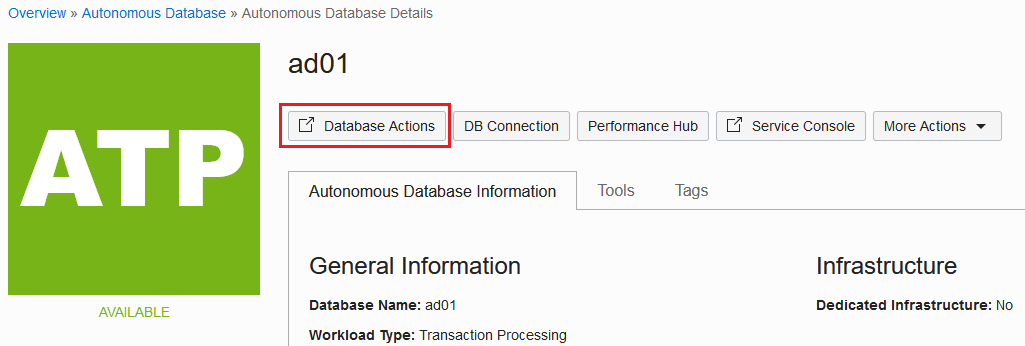 Overview » Autonomous Database » Autonomous Database Details
ATP
AVAILABLE
ad01
Database Actions DB Connection Performance Hub Service Console More Actions
Autonomous Database Information Tools Tags
General Information Infrastructure
Database Name: ad01 Dedicated Infrastructure: No
Workload Type: Transaction Processing